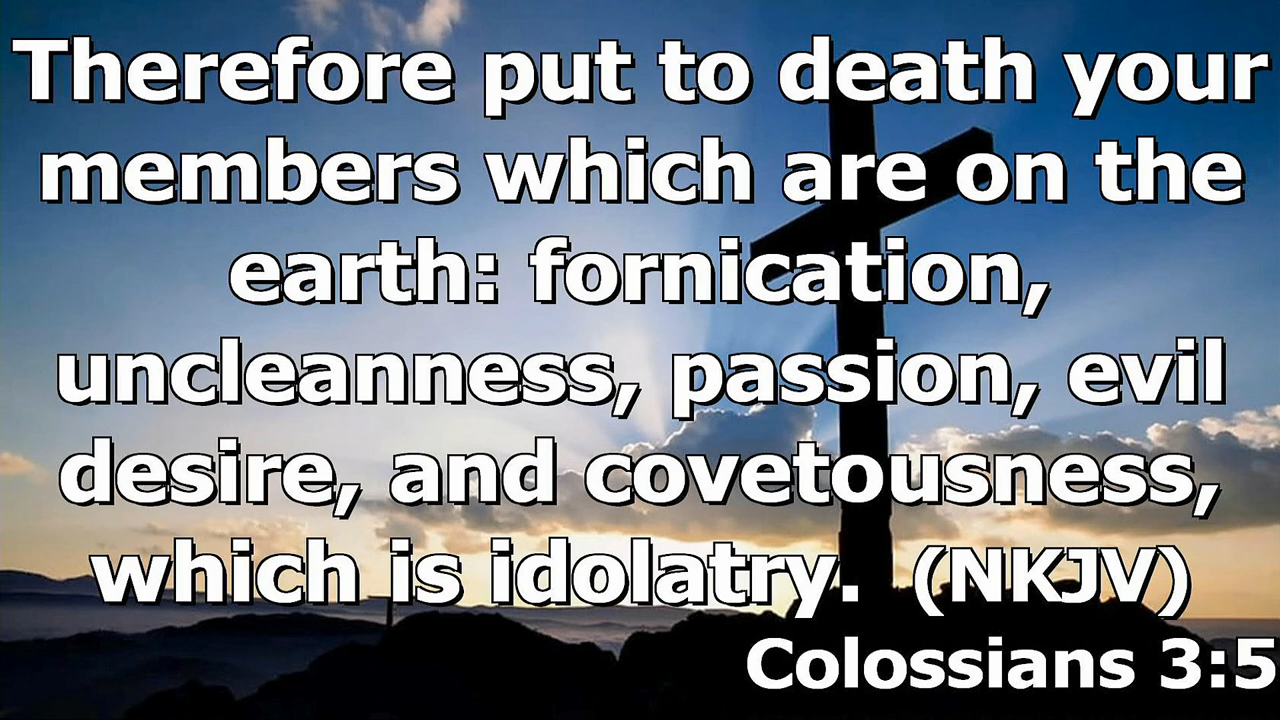 Therefore put to death your
members which are on the
earth: fornication,
uncleanness, passion, evil
desire, and covetousness,
which is idolatry.  (NKJV)
Colossians 3:5